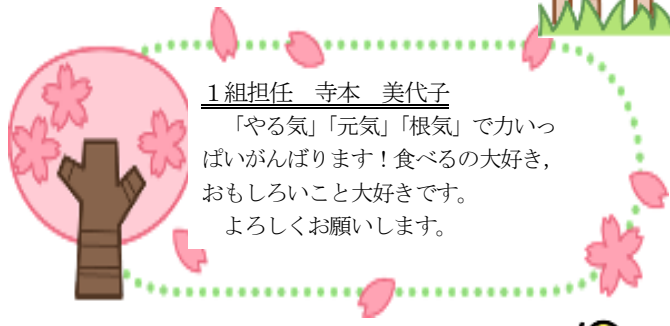 １組担任　寺本　美代子
「やる気」「元気」「根気」で力いっ
ぱいがんばります！食べるの大好き，
おもしろいこと大好きです。
よろしくお願いします。